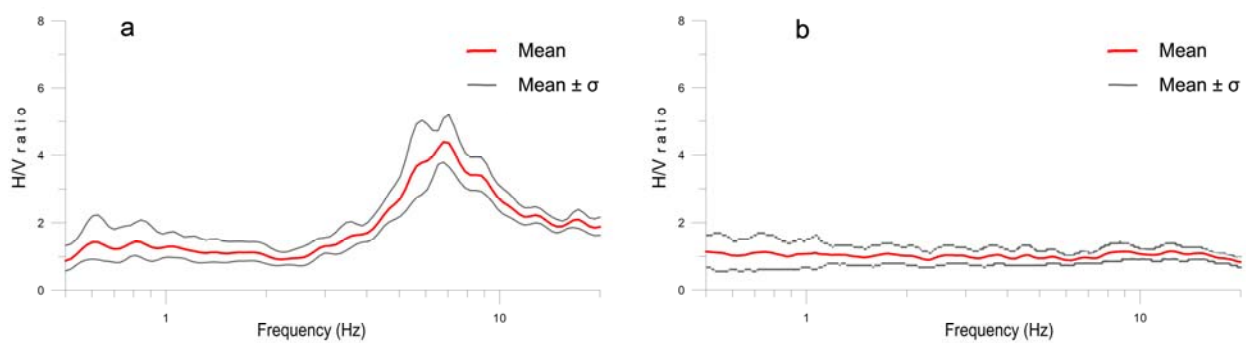 a
Mean
Mean ± σ
8
6
4
2
0
H/V ratio
1
10
Frequency (Hz)
b
Mean
Mean ± σ
8
6
4
2
0
H/V ratio
1
10
Frequency (Hz)